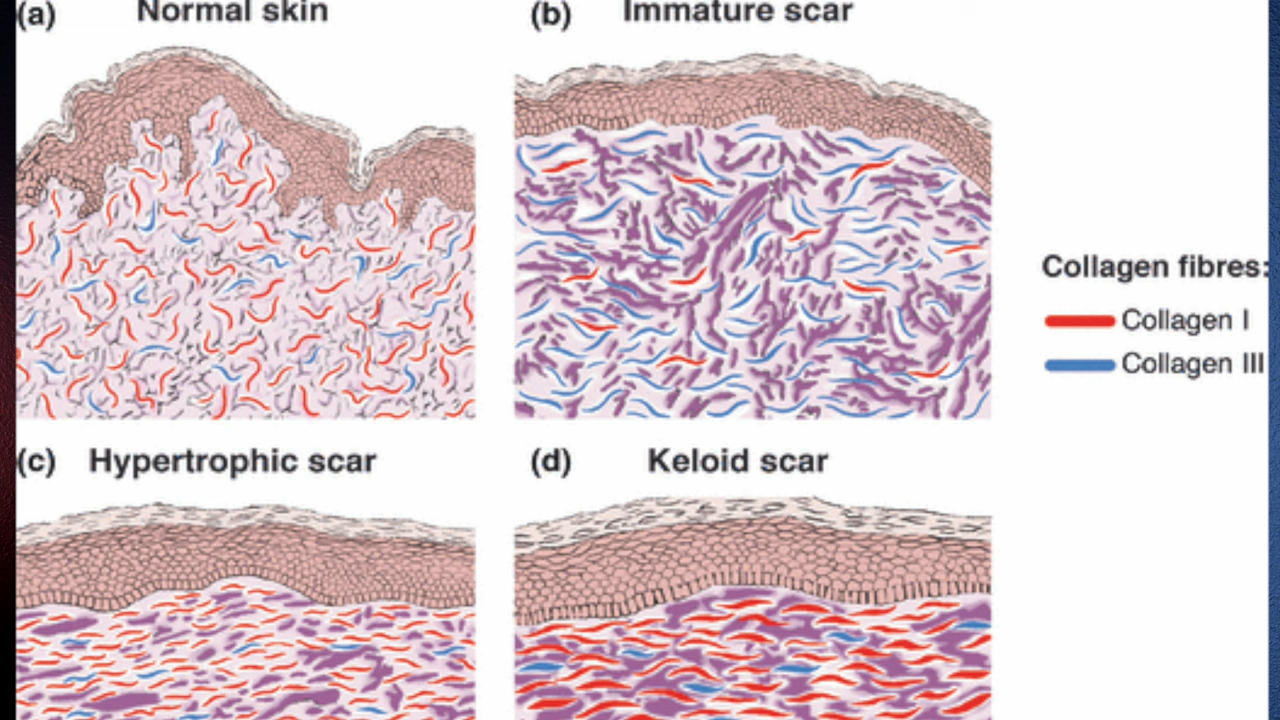 (a) Normal skin
(b) Immature scar
Collagen fibres:
Collagen I
Collagen III
(c) Hypertrophic scar
(d) Keloid scar